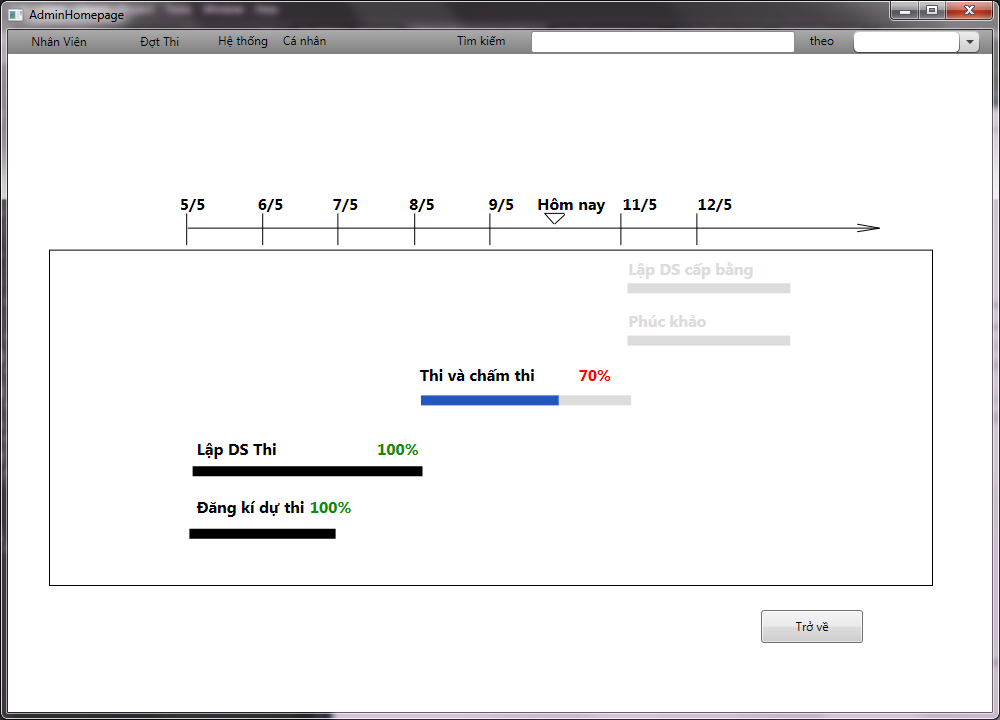 AdminHomepage
Nhân Viên Đợt Thi Hệ thống Cá nhân Tìm kiếm theo
5/5 6/5 7/5 8/5 9/5 Hôm nay 11/5 12/5
Lập DS cấp bằng
Phúc khảo
Thi và chấm thi 70%
Lập DS Thi 100%
Đăng kí dự thi 100%
Trở về